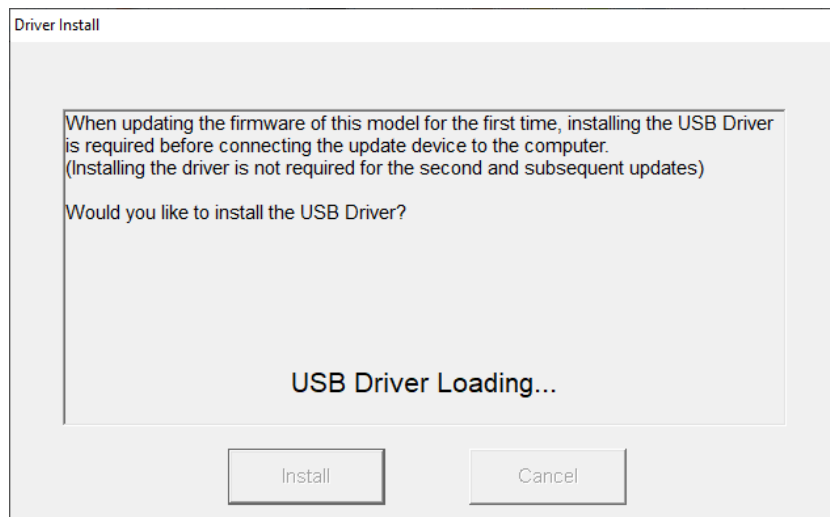 Driver Install
When updating the firmware of this model for the first time, installing the USB Driver
is required before connecting the update device to the computer.
(Installing the driver is not required for the second and subsequent updates)
Would you like to install the USB Driver?
USB Driver Loading...
Install
Cancel